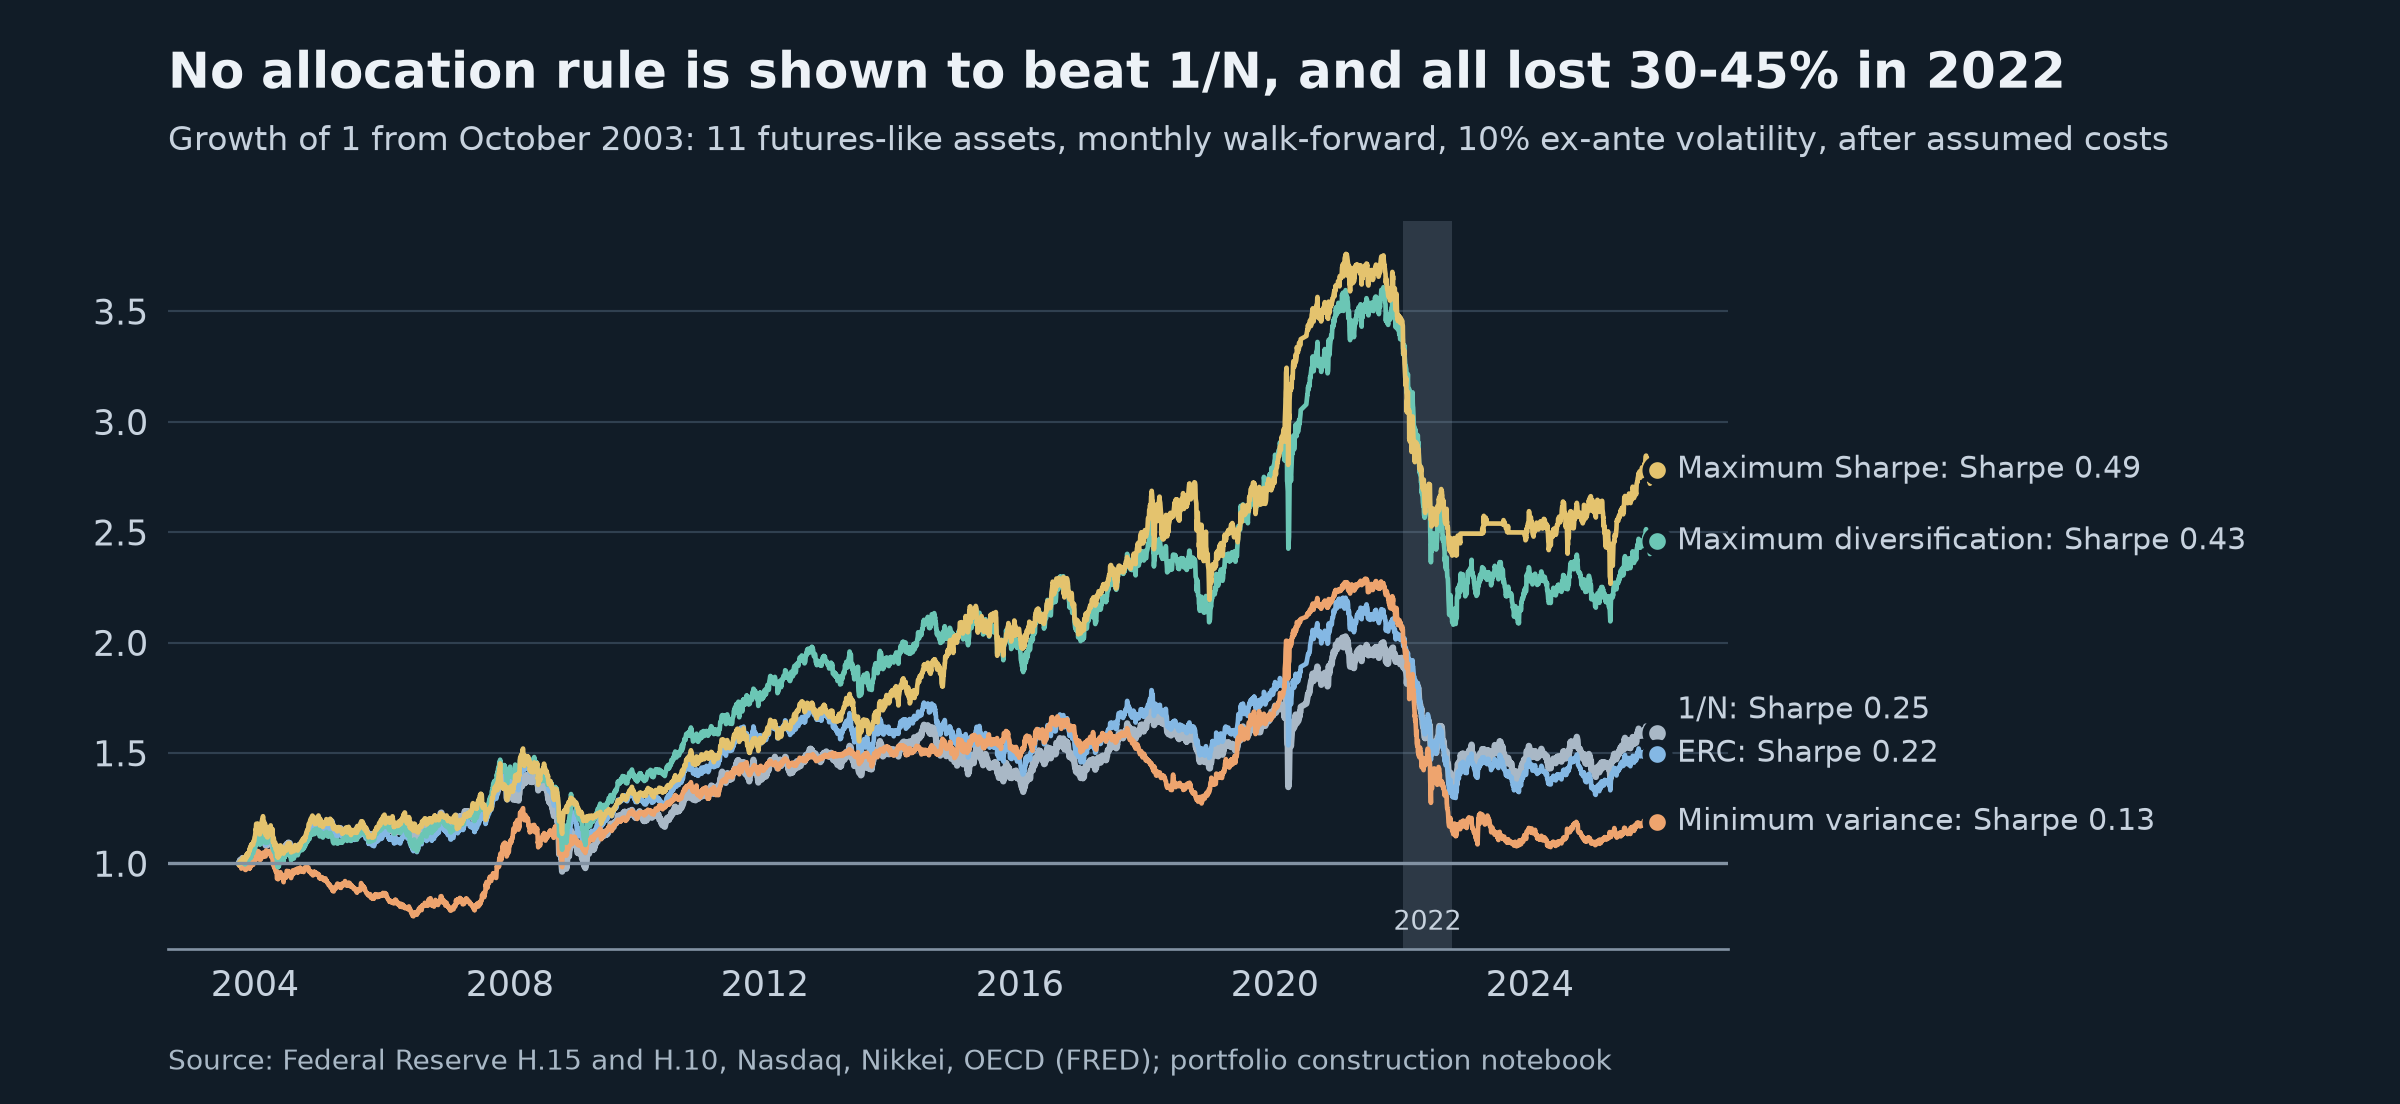 No allocation rule is shown to beat 1/N, and all lost 30-45% in 2022
Growth of 1 from October 2003: 11 futures-like assets, monthly walk-forward, 10% ex-ante volatility, after assumed costs
3.5
3.0
2.5
2.0
1.5
1.0
Maximum Sharpe: Sharpe 0.49
Maximum diversification: Sharpe 0.43
1/N: Sharpe 0.25
ERC: Sharpe 0.22
Minimum variance: Sharpe 0.13
2022
2004 2008 2012 2016 2020 2024
Source: Federal Reserve H.15 and H.10, Nasdaq, Nikkei, OECD (FRED); portfolio construction notebook